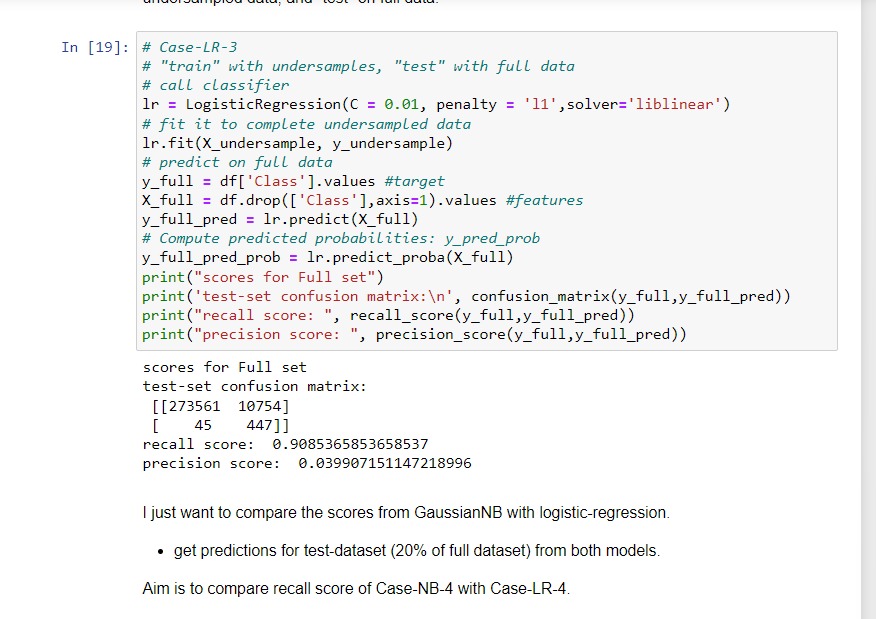 undersampled data, and "test" on full data.
In [19]: # Case-LR-3
# "train" with undersamples, "test" with full data
# call classifier
lr = LogisticRegression(C = 0.01, penalty = 'l1',solver='liblinear')
# fit it to complete undersampled data
lr.fit(X_undersample, y_undersample)
# predict on full data
y_full = df['Class'].values #target
X_full = df.drop(['Class'],axis=1).values #features
y_full_pred = lr.predict(X_full)
# Compute predicted probabilities: y_pred_prob
y_full_pred_prob = lr.predict_proba(X_full)
print("scores for Full set")
print('test-set confusion matrix:\n', confusion_matrix(y_full,y_full_pred))
print("recall score: ", recall_score(y_full,y_full_pred))
print("precision score: ", precision_score(y_full,y_full_pred))
scores for Full set
test-set confusion matrix:
[[273561 10754]
[ 45 447]]
recall score: 0.9085365853658537
precision score: 0.039907151147218996
I just want to compare the scores from GaussianNB with logistic-regression.
• get predictions for test-dataset (20% of full dataset) from both models.
Aim is to compare recall score of Case-NB-4 with Case-LR-4.